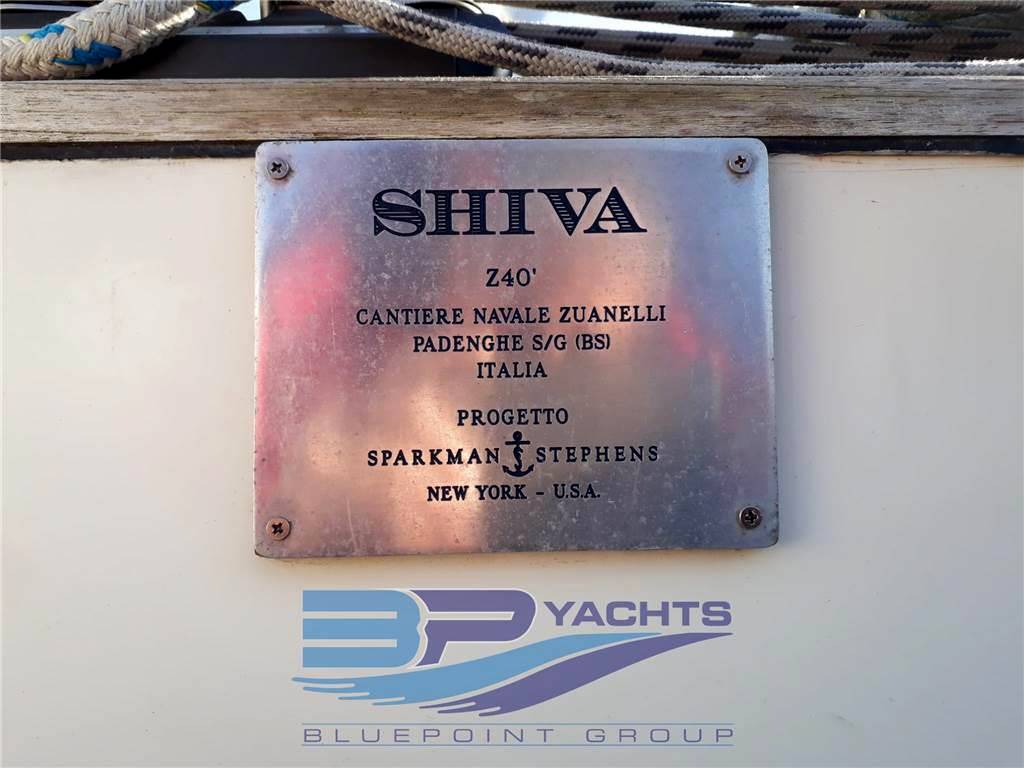 SHIVA
Z40'
CANTIERE NAVALE ZUANELLI
PADENGHE S/G (BS)
ITALIA
PROGETTO
SPARKMAN STEPHENS
NEW YORK - U.S.A.
BP YACHTS
BLUEPOINT GROUP